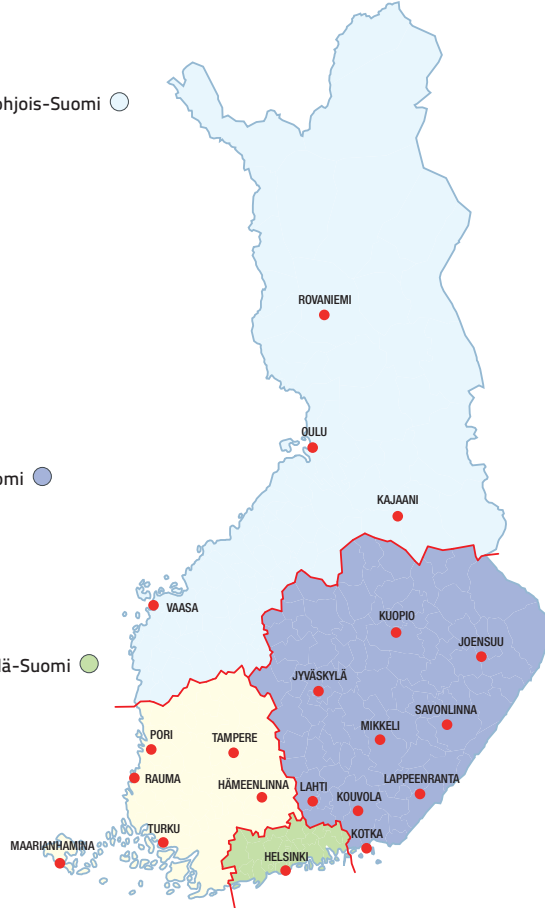 ohjois-Suomi
ROVANIEMI
OULU
omi
KAJAANI
VAASA
KUOPIO
JOENSUU
lä-Suomi
JYVÄSKYLÄ
SAVONLINNA
MIKKELI
PORI
TAMPERE
RAUMA
HÄMEENLINNA
LAHTI
LAPPEENRANTA
KOUVOLA
TURKU
KOTKA
MAARIANHAMINA
HELSINKI